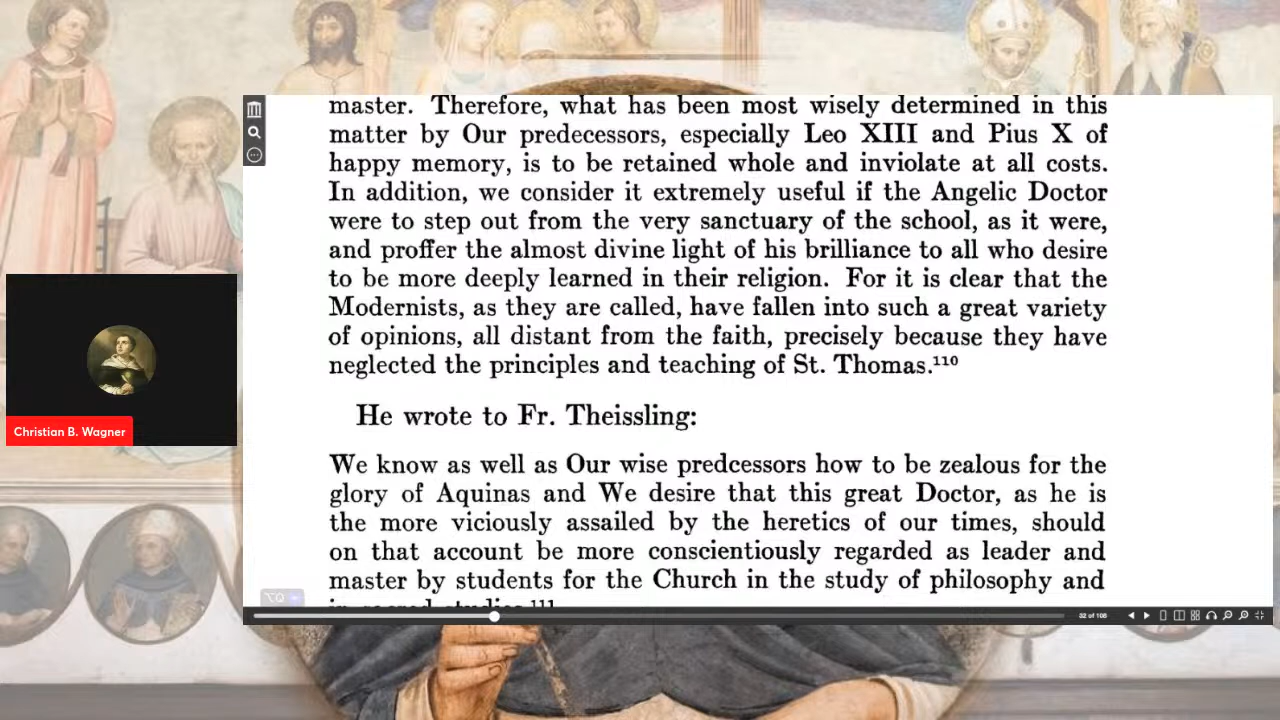 master. Therefore, what has been most wisely determined in this
matter by Our predecessors, especially Leo XIII and Pius X of
happy memory, is to be retained whole and inviolate at all costs.
In addition, we consider it extremely useful if the Angelic Doctor
were to step out from the very sanctuary of the school, as it were,
and proffer the almost divine light of his brilliance to all who desire
to be more deeply learned in their religion. For it is clear that the
Modernists, as they are called, have fallen into such a great variety
of opinions, all distant from the faith, precisely because they have
neglected the principles and teaching of St. Thomas.¹¹⁰
He wrote to Fr. Theissling:
We know as well as Our wise predcessors how to be zealous for the
glory of Aquinas and We desire that this great Doctor, as he is
the more viciously assailed by the heretics of our times, should
on that account be more conscientiously regarded as leader and
master by students for the Church in the study of philosophy and
in sacred studies.¹¹¹
Christian B. Wagner
32 of 108